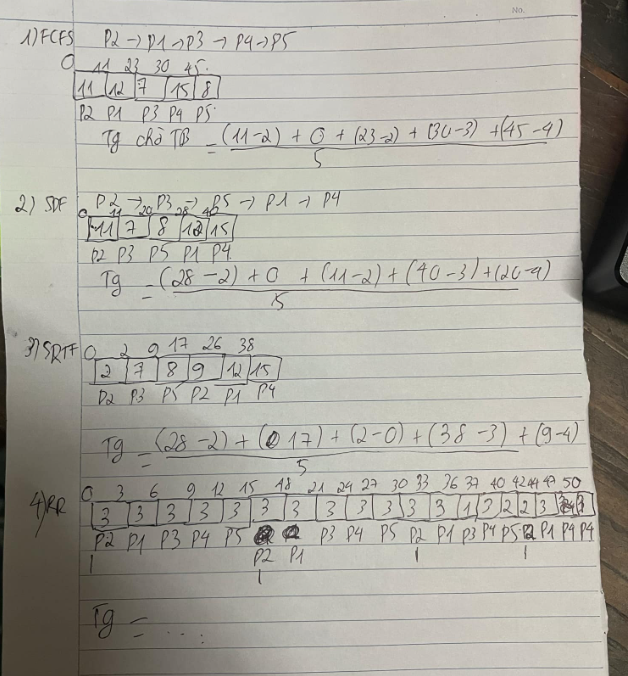 No.
1) FCFS P2 → P1 → P3 → P4 → P5
0 11 23 30 45
11 12 7 15 8
P2 P1 P3 P4 P5
Tg chờ TB = (11-2) + 0 + (23-2) + (30-3) + (45-4)
5
2) SDF P2 → P3 → P5 → P1 → P4
0 11 20 28 40
11 7 8 12 15
P2 P3 P5 P1 P4
Tg = (28-2) + 0 + (11-2) + (40-3) + (20-4)
5
3) SRTF 0 2 9 17 26 38
2 7 8 9 12 15
P2 P3 P5 P2 P1 P4
Tg = (28-2) + (17) + (2-0) + (38-3) + (9-4)
5
4) RR 0 3 6 9 12 15 18 21 24 27 30 33 36 37 40 42 44 47 50
3 3 3 3 3 3 3 3 3 3 3 3 1 3 2 2 3 3
P2 P1 P3 P4 P5 P3 P4 P5 P2 P1 P3 P4 P5 P2 P1 P4 P4
P2 P1
Tg = ....